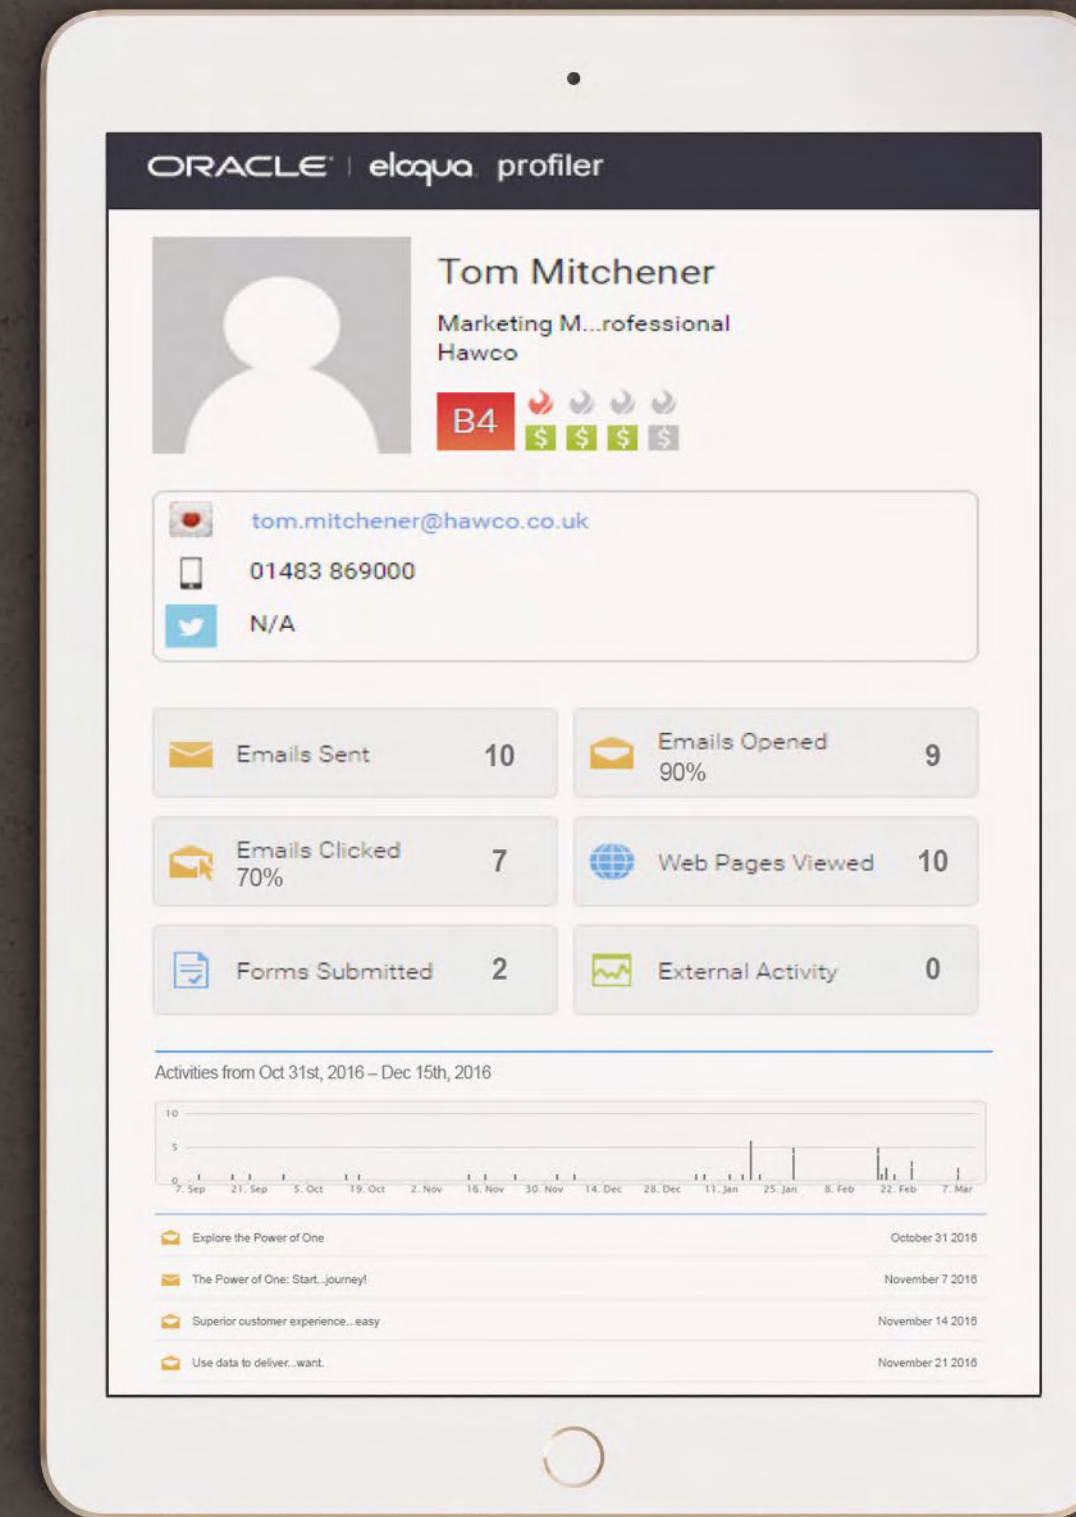 ORACLE | eloqua profiler
Tom Mitchener
Marketing M...rofessional
Hawco
B4
$ $ $ $
tom.mitchener@hawco.co.uk
01483 869000
N/A
Emails Sent 10
Emails Opened 9
90%
Emails Clicked 7
70%
Web Pages Viewed 10
Forms Submitted 2
External Activity 0
Activities from Oct 31st, 2016 – Dec 15th, 2016
10
5
0
7. Sep 21. Sep 5. Oct 19. Oct 2. Nov 16. Nov 30. Nov 14. Dec 28. Dec 11. Jan 25. Jan 8. Feb 22. Feb 7. Mar
Explore the Power of One October 31 2016
The Power of One: Start...journey! November 7 2016
Superior customer experience...easy November 14 2016
Use data to deliver...want. November 21 2016